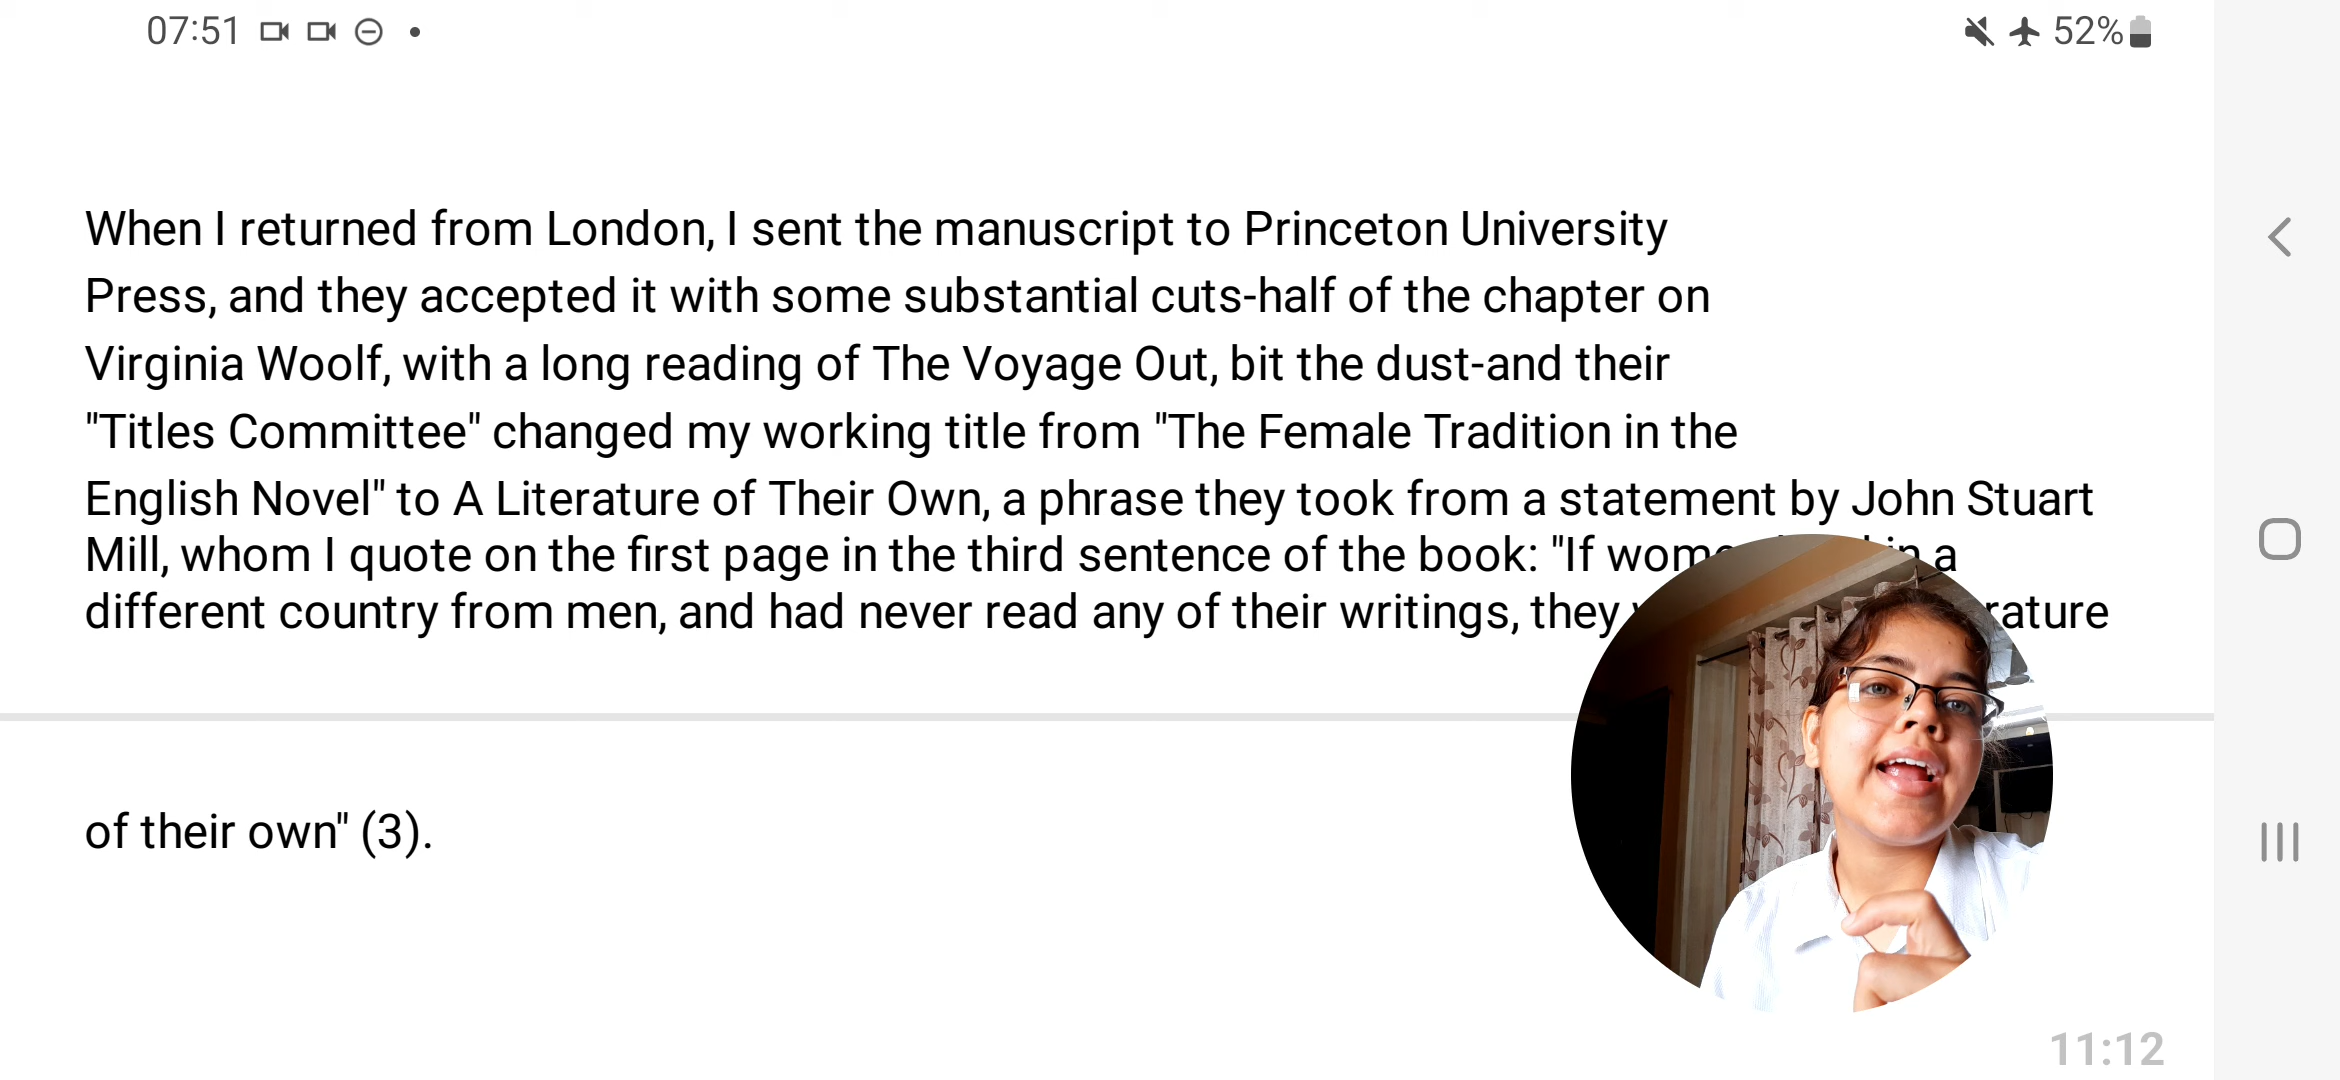 07:51
52%
When I returned from London, I sent the manuscript to Princeton University
Press, and they accepted it with some substantial cuts-half of the chapter on
Virginia Woolf, with a long reading of The Voyage Out, bit the dust-and their
"Titles Committee" changed my working title from "The Female Tradition in the
English Novel" to A Literature of Their Own, a phrase they took from a statement by John Stuart
Mill, whom I quote on the first page in the third sentence of the book: "If in a
different country from men, and had never read any of their writings, they
of their own" (3).
11:12